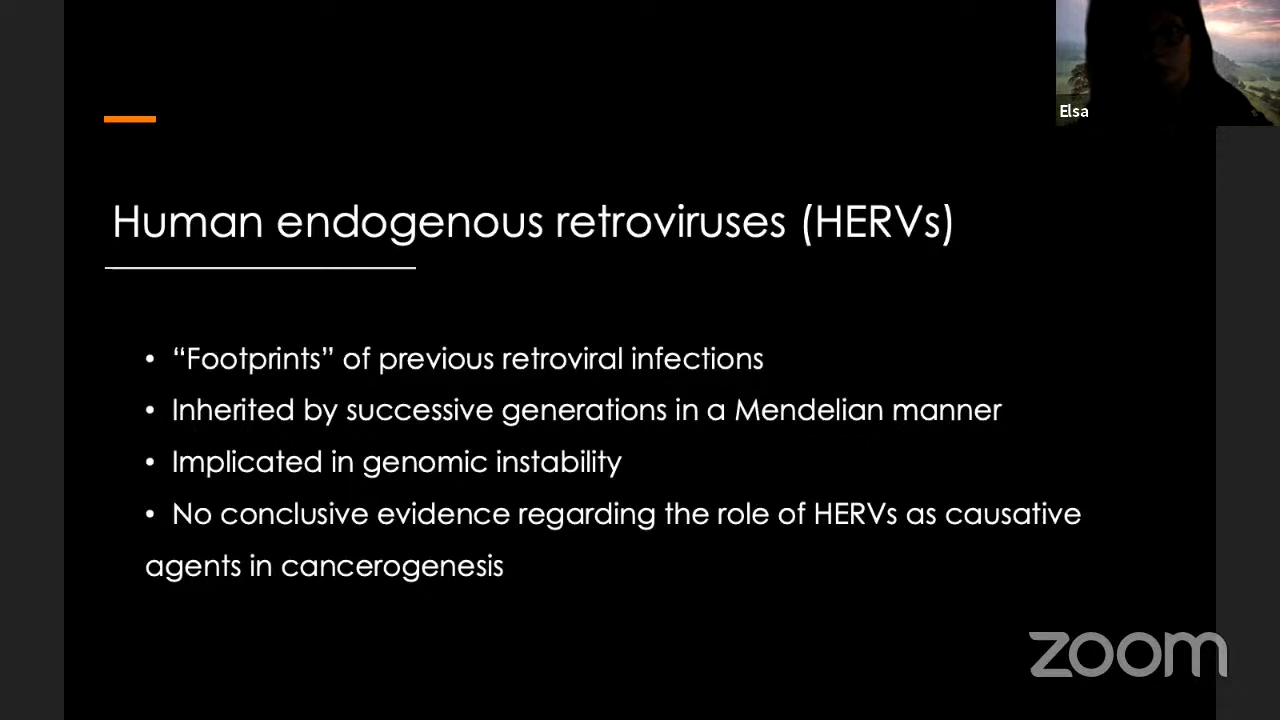 Elsa
Human endogenous retroviruses (HERVs)
• “Footprints” of previous retroviral infections
• Inherited by successive generations in a Mendelian manner
• Implicated in genomic instability
• No conclusive evidence regarding the role of HERVs as causative
agents in cancerogenesis
zoom